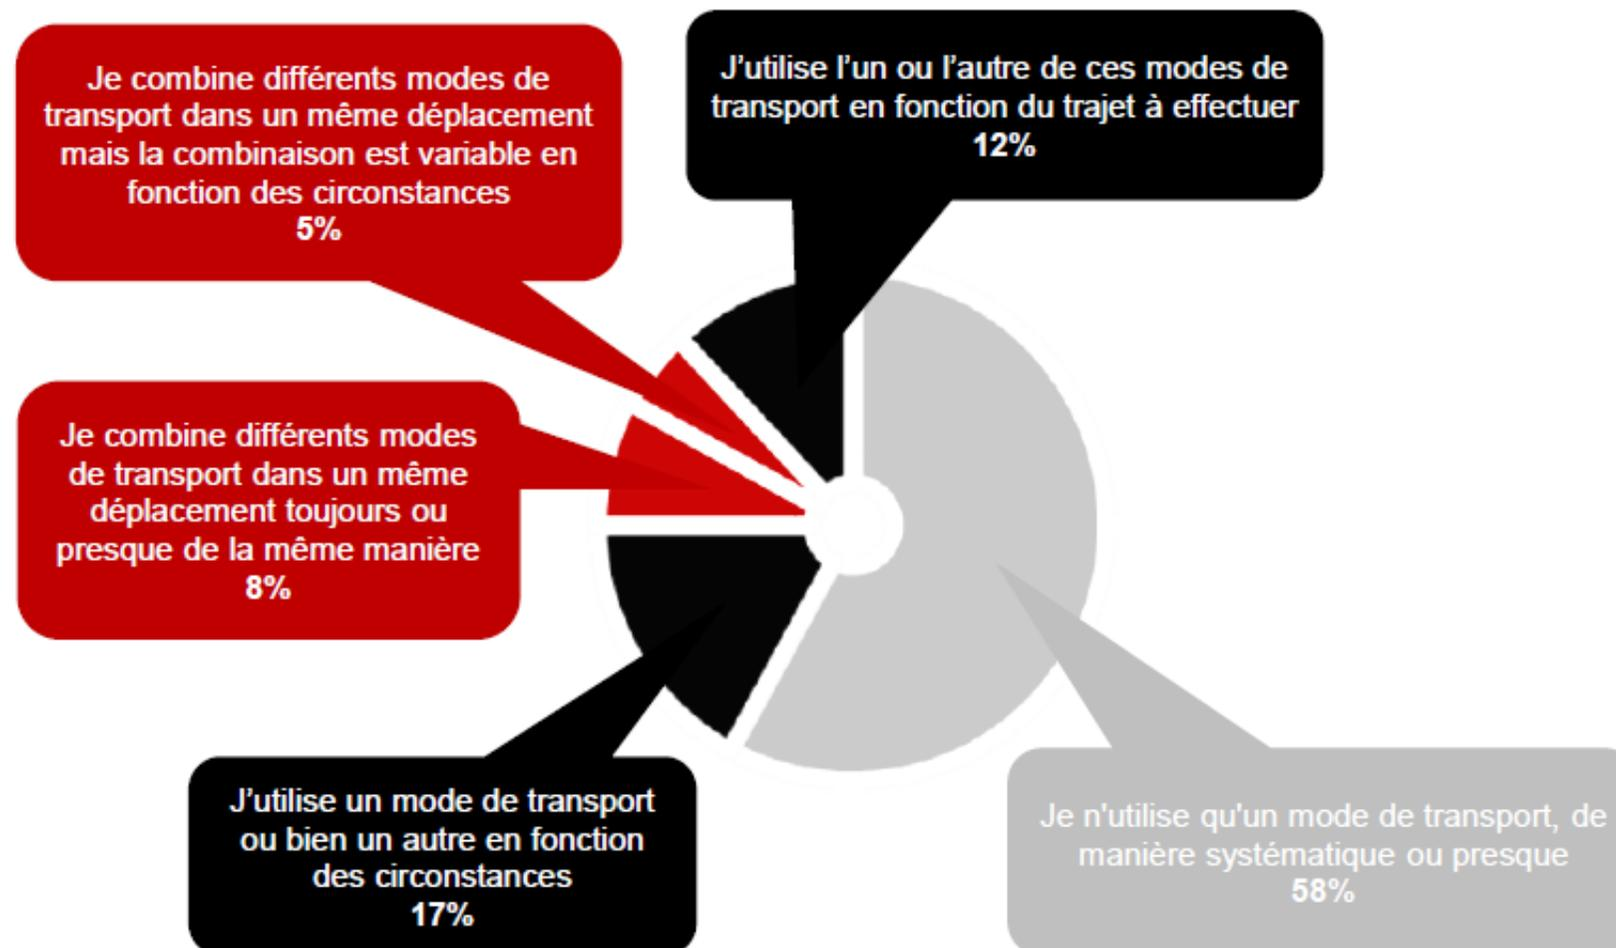 Je combine différents modes de
transport dans un même déplacement
mais la combinaison est variable en
fonction des circonstances
5%
J’utilise l’un ou l’autre de ces modes de
transport en fonction du trajet à effectuer
12%
Je combine différents modes
de transport dans un même
déplacement toujours ou
presque de la même manière
8%
J’utilise un mode de transport
ou bien un autre en fonction
des circonstances
17%
Je n'utilise qu'un mode de transport, de
manière systématique ou presque
58%